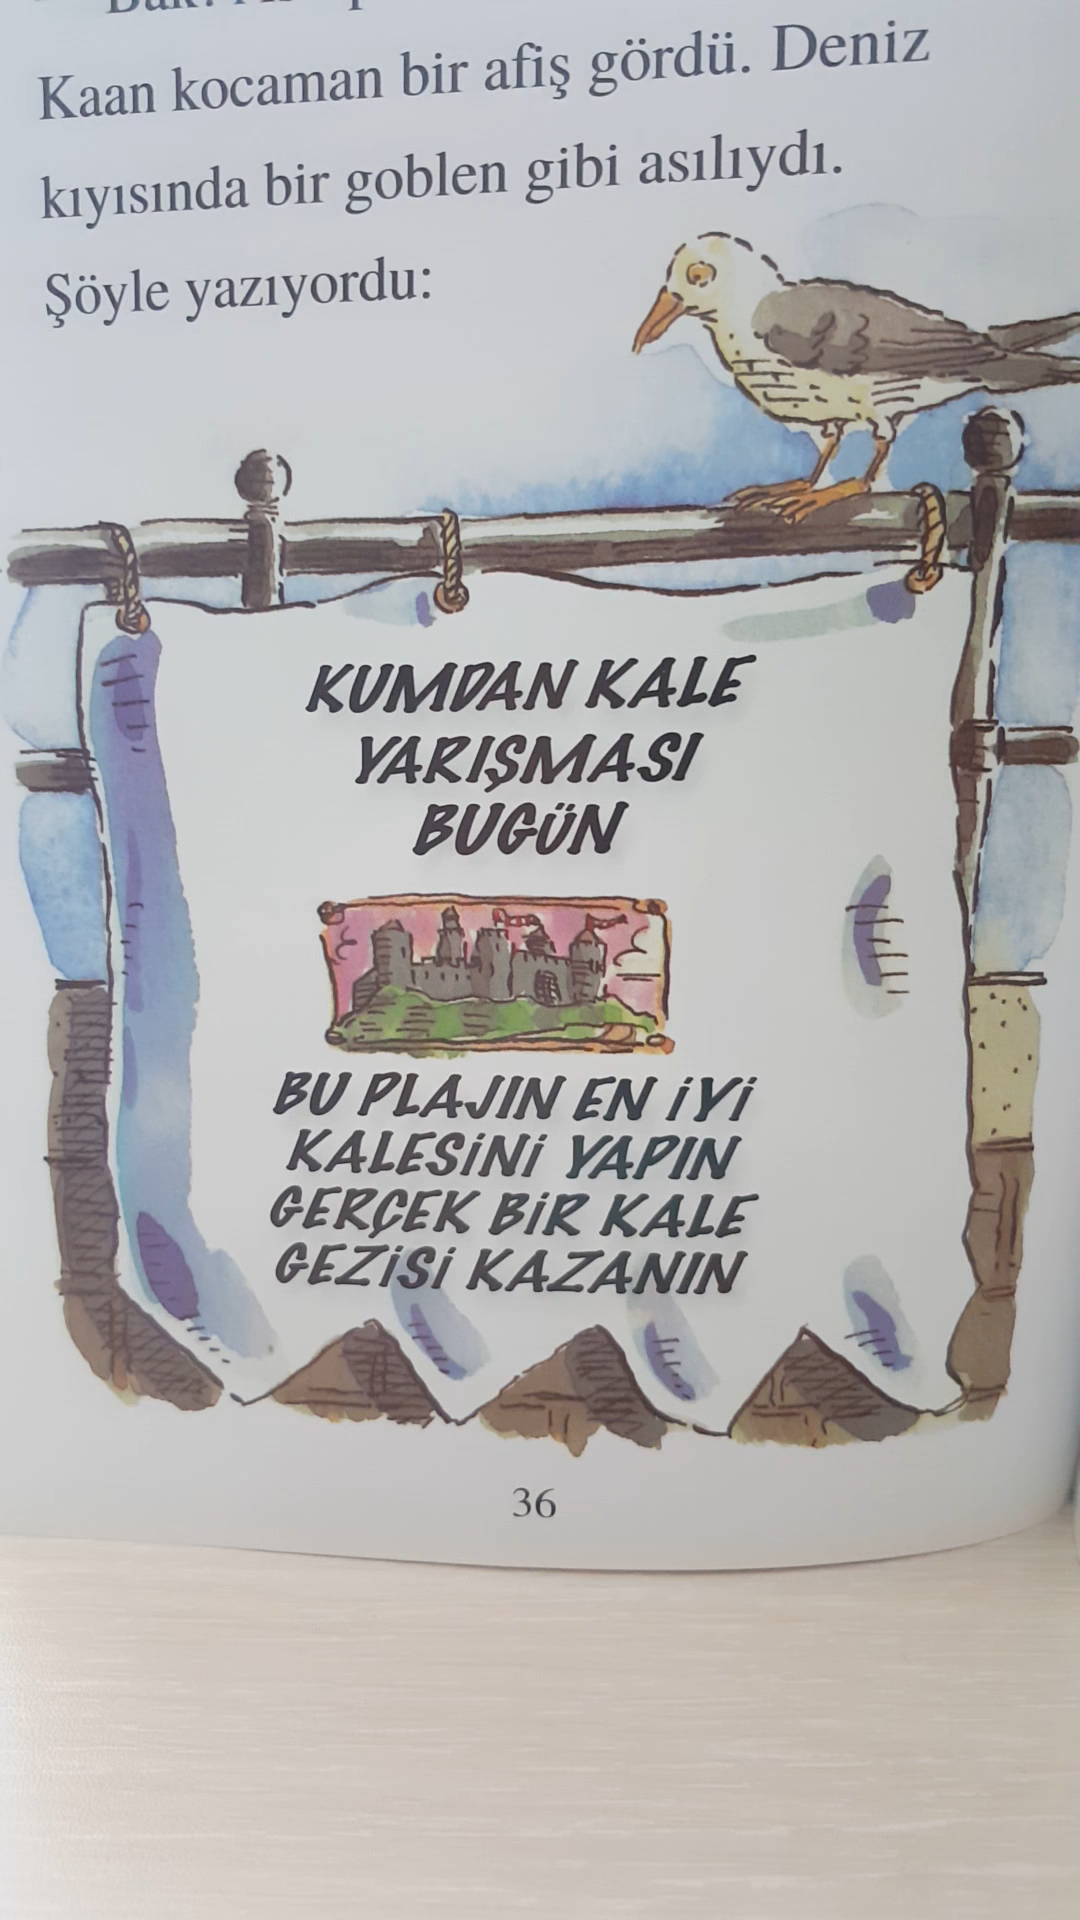 Kaan kocaman bir afiş gördü. Deniz
kıyısında bir goblen gibi asılıydı.
Şöyle yazıyordu:
KUMDAN KALE
YARIŞMASI
BUGÜN
BU PLAJIN EN İYİ
KALESİNİ YAPIN
GERÇEK BİR KALE
GEZİSİ KAZANIN
36